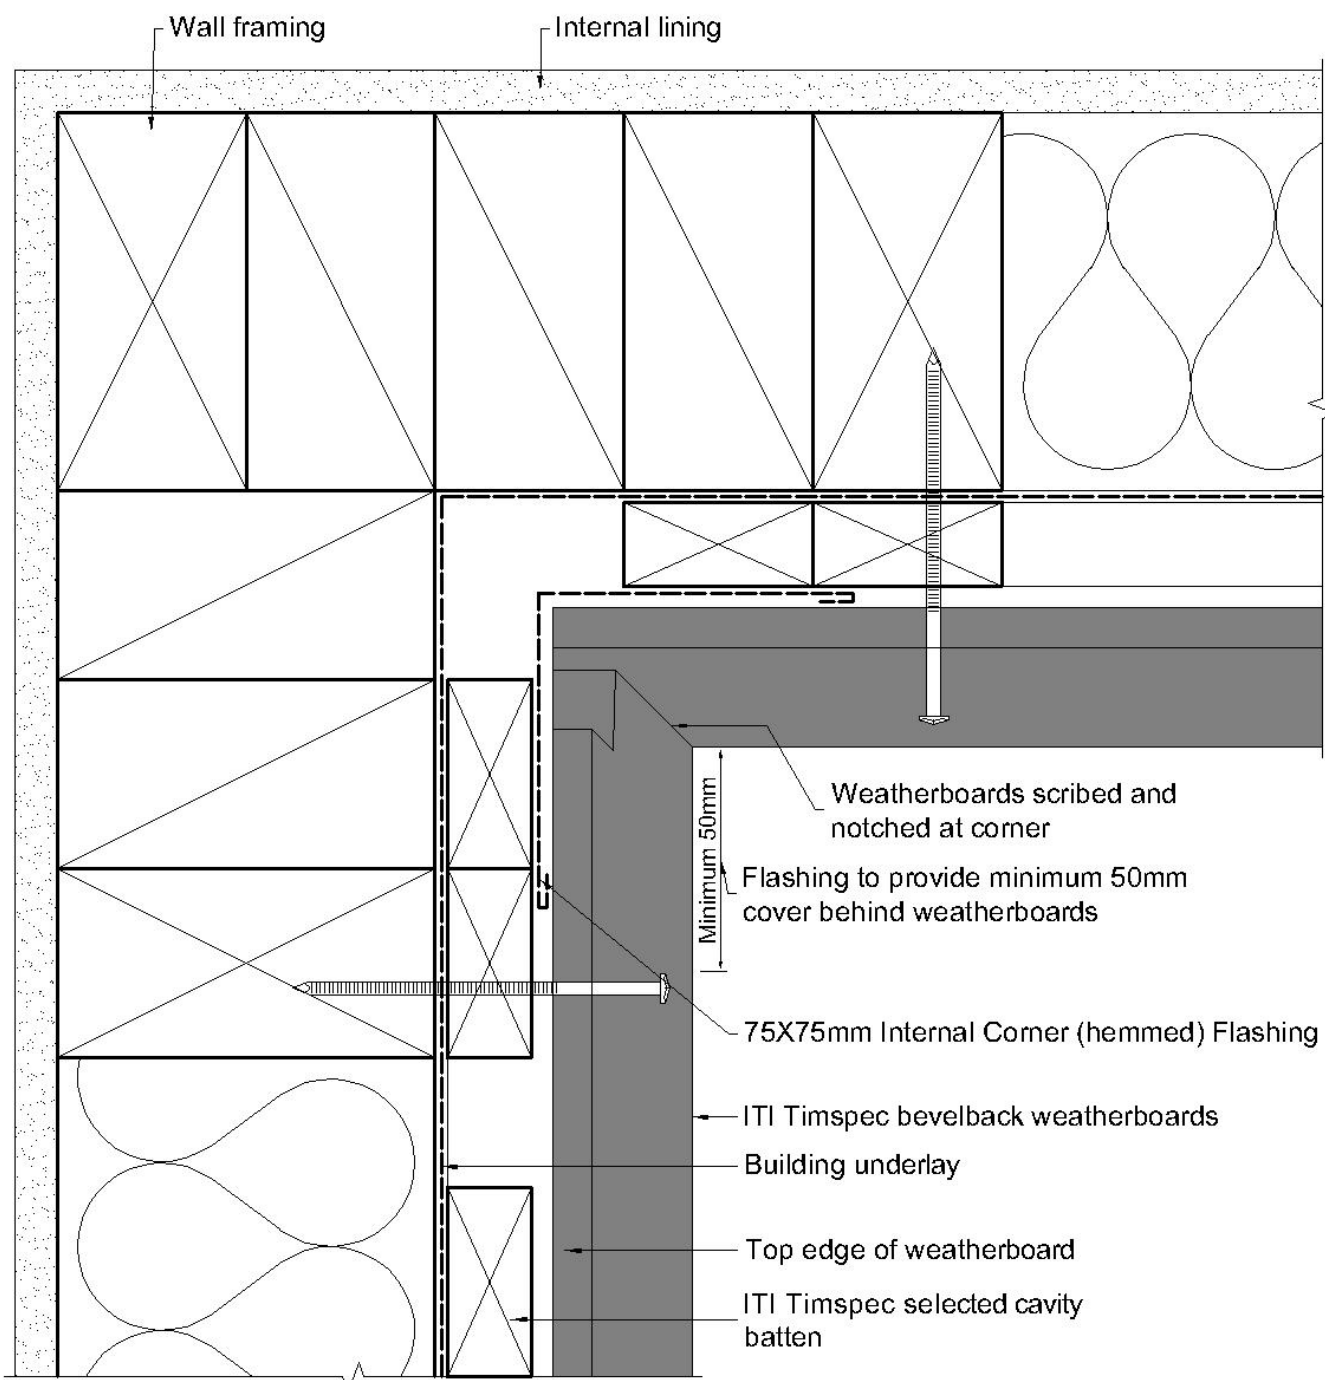 Wall framing
Internal lining
Weatherboards scribed and
notched at corner
Minimum 50mm
Flashing to provide minimum 50mm
cover behind weatherboards
75X75mm Internal Corner (hemmed) Flashing
ITI Timspec bevelback weatherboards
Building underlay
Top edge of weatherboard
ITI Timspec selected cavity
batten